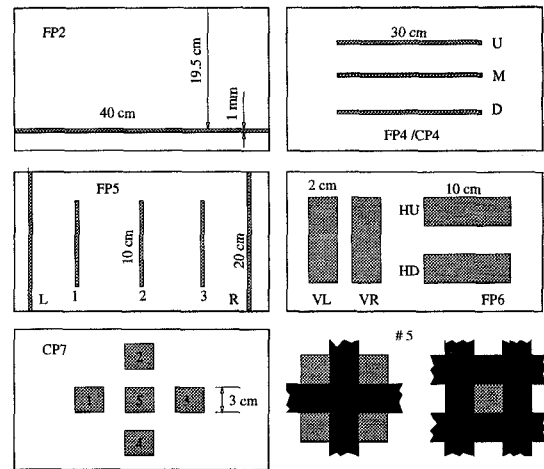 FP2
19.5 cm
40 cm
1 mm
30 cm
U
M
D
FP4 /CP4
FP5
10 cm
20 cm
L 1 2 3 R
2 cm
10 cm
HU
HD
VL VR FP6
CP7
2
1 5
3 cm
4
# 5